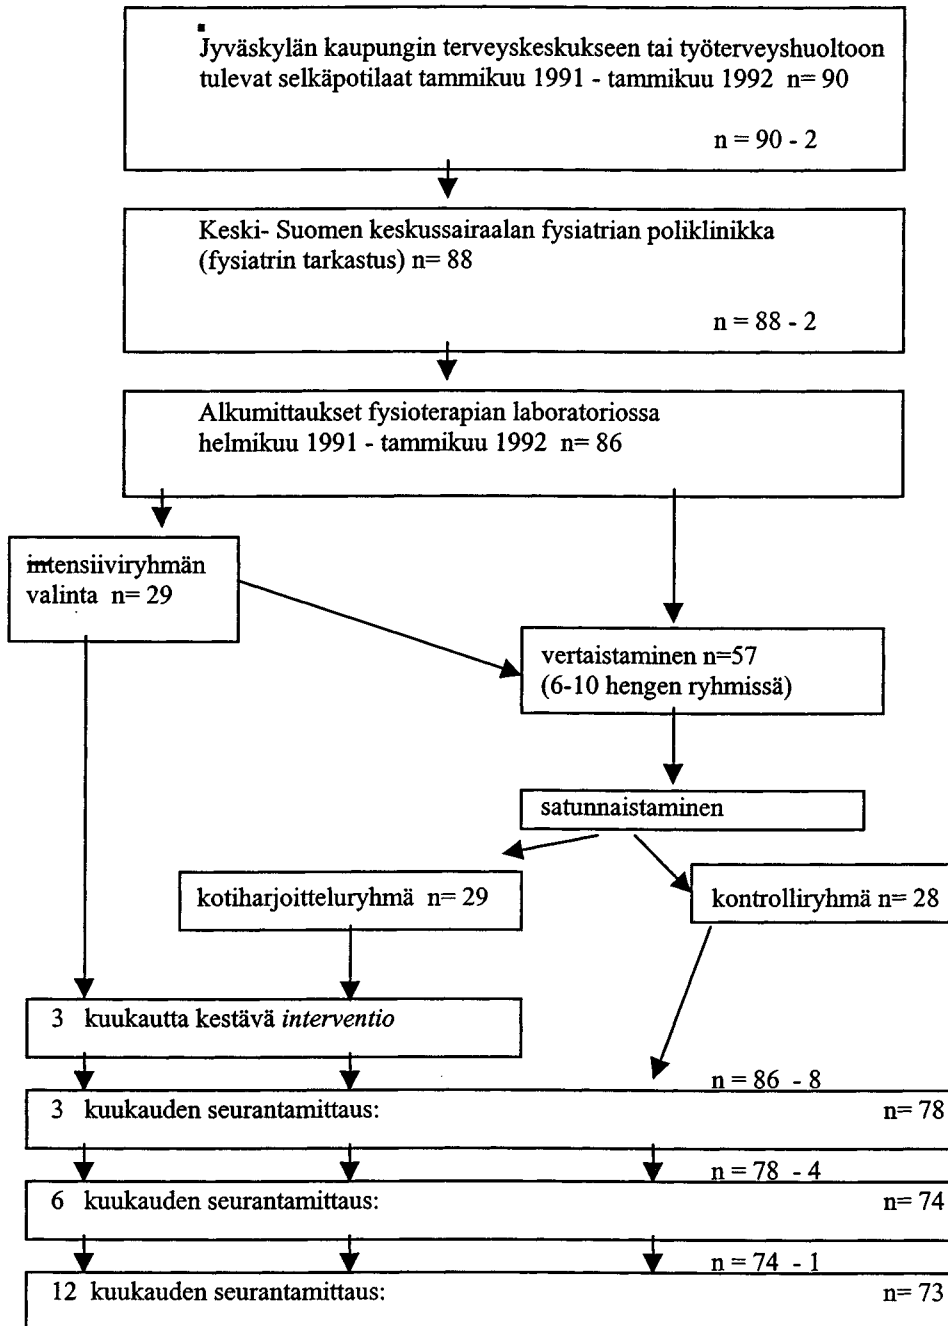 Jyväskylän kaupungin terveyskeskukseen tai työterveyshuoltoon
tulevat selkäpotilaat tammikuu 1991 - tammikuu 1992 n= 90
n = 90 - 2
Keski- Suomen keskussairaalan fysiatrian poliklinikka
(fysiatrin tarkastus) n= 88
n = 88 - 2
Alkumittaukset fysioterapian laboratoriossa
helmikuu 1991 - tammikuu 1992 n= 86
intensiiviryhmän
valinta n= 29
vertaistaminen n=57
(6-10 hengen ryhmissä)
satunnaistaminen
kotiharjoitteluryhmä n= 29
kontrolliryhmä n= 28
3 kuukautta kestävä interventio
n = 86 - 8
3 kuukauden seurantamittaus: n= 78
n = 78 - 4
6 kuukauden seurantamittaus: n= 74
n = 74 - 1
12 kuukauden seurantamittaus: n= 73